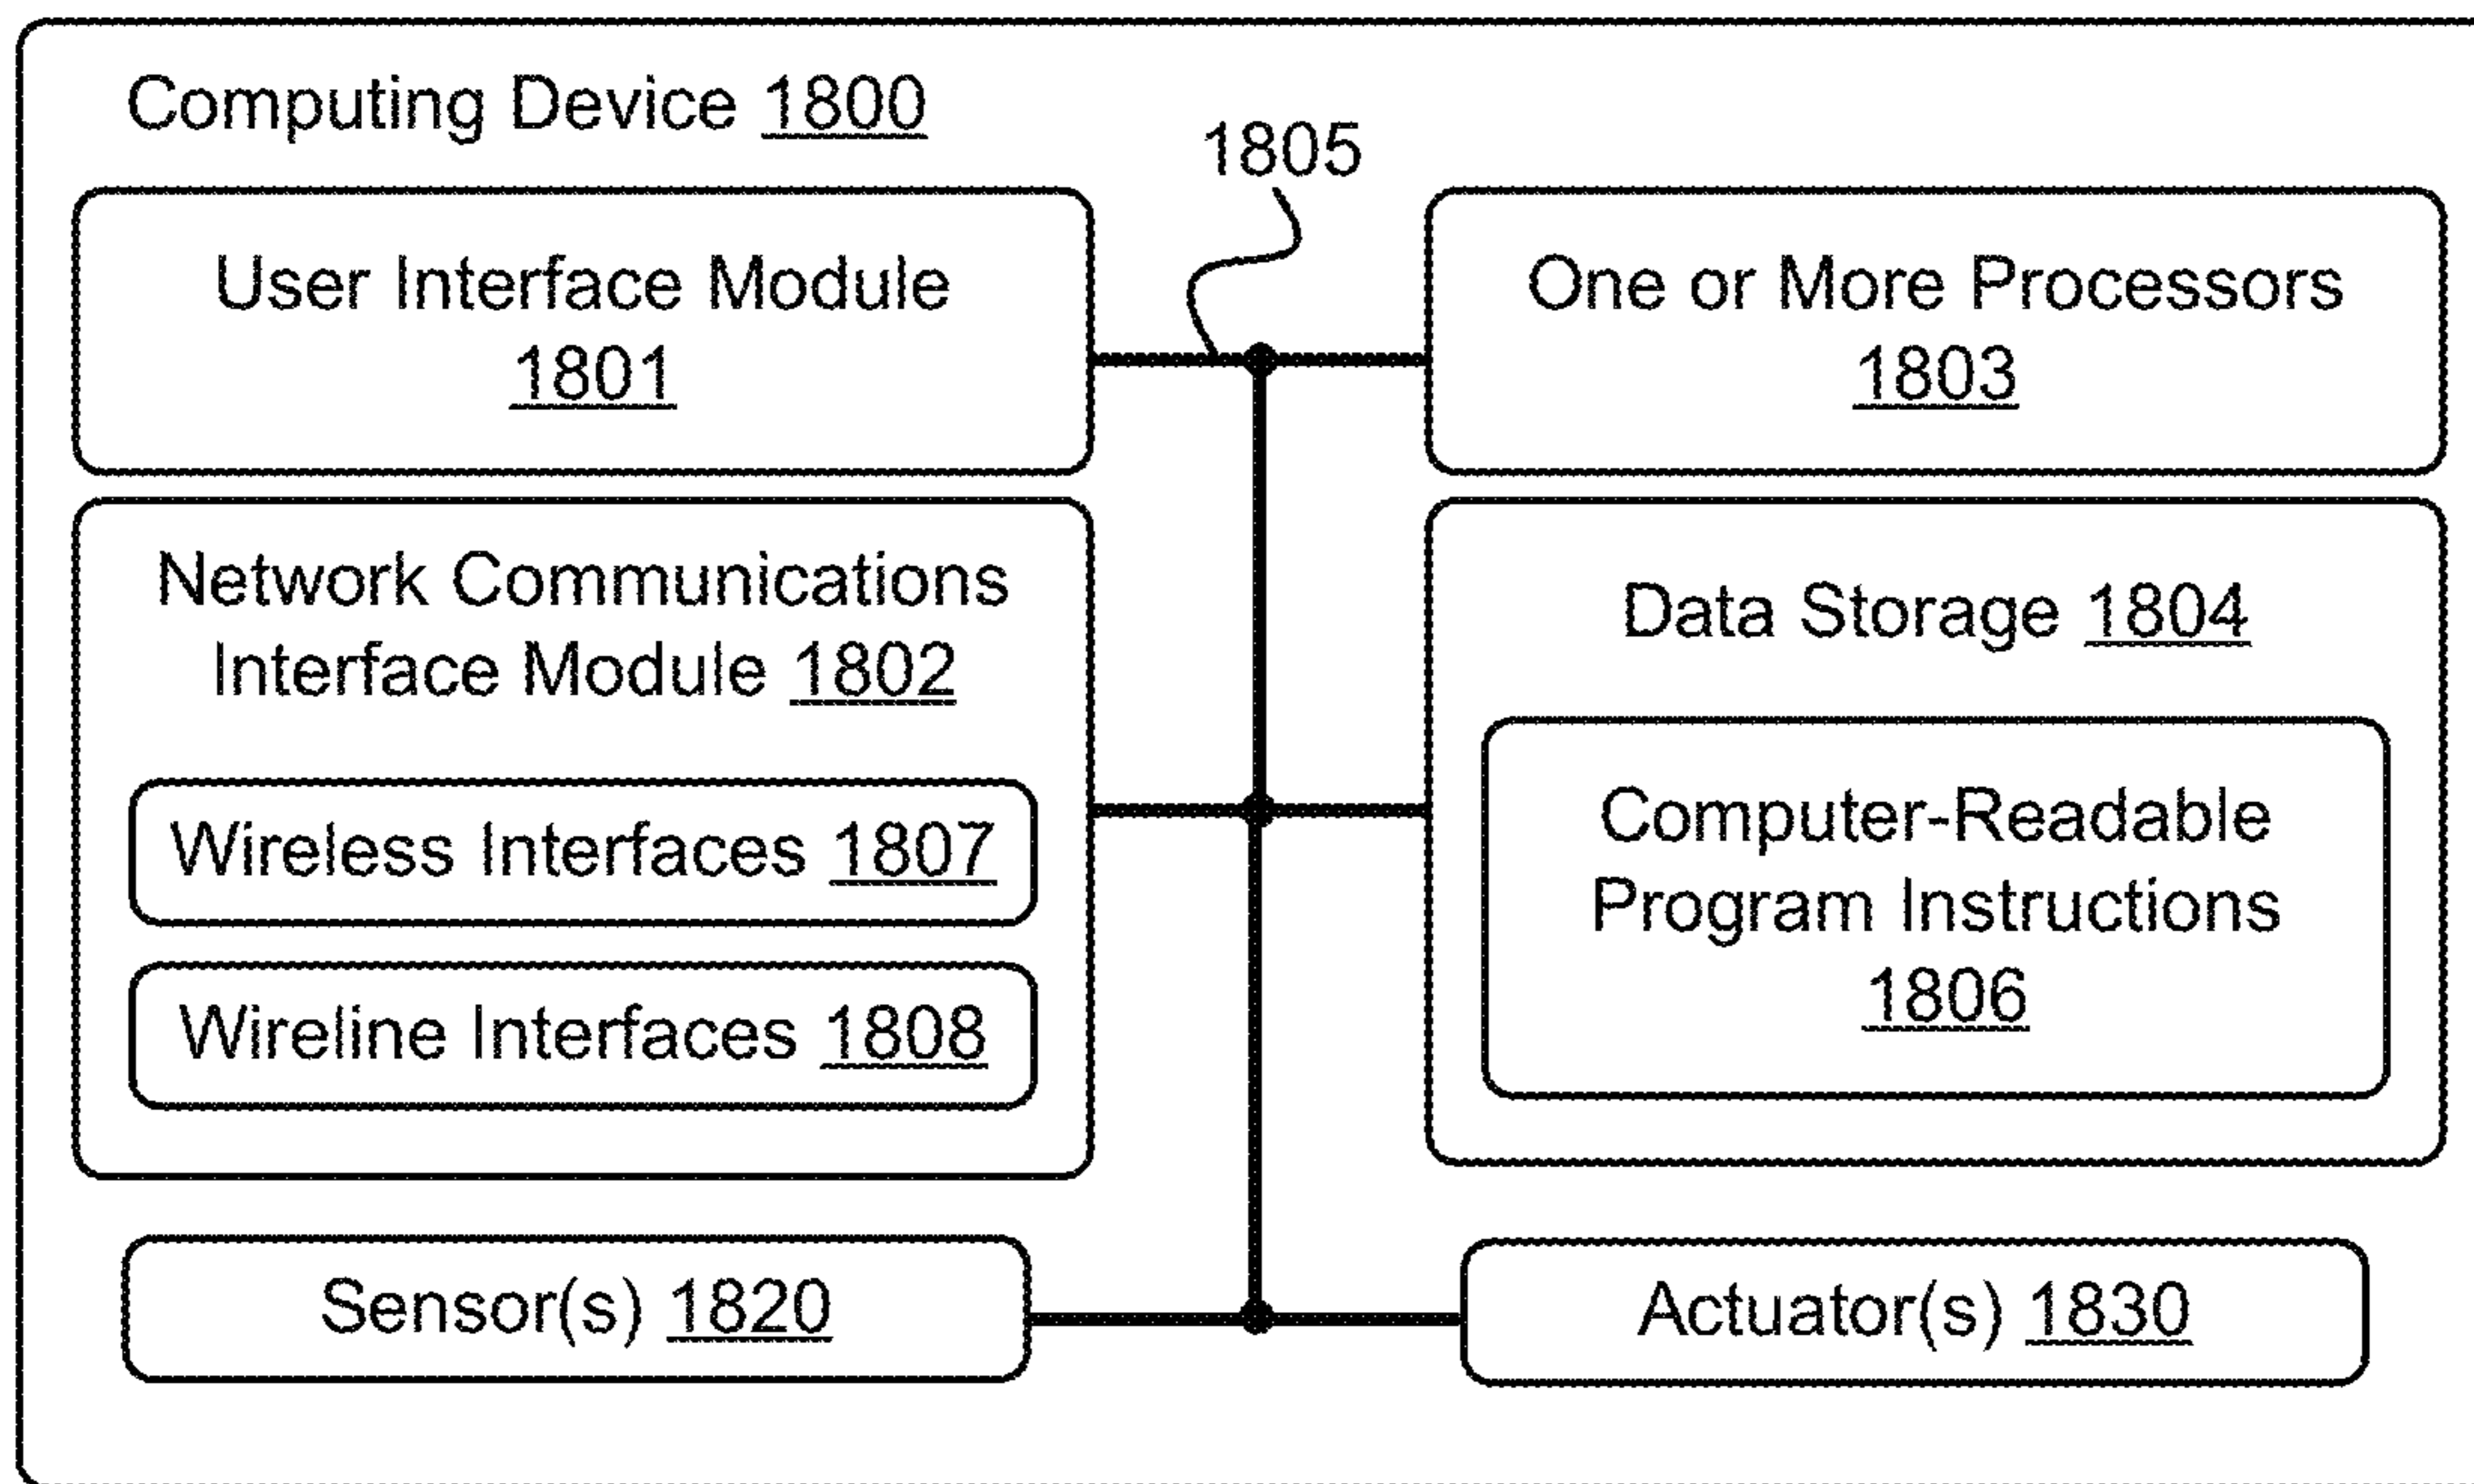 Computing Device 1800
1805
User Interface Module
1801
One or More Processors
1803
Network Communications
Interface Module 1802
Wireless Interfaces 1807
Wireline Interfaces 1808
Data Storage 1804
Computer-Readable
Program Instructions
1806
Sensor(s) 1820
Actuator(s) 1830